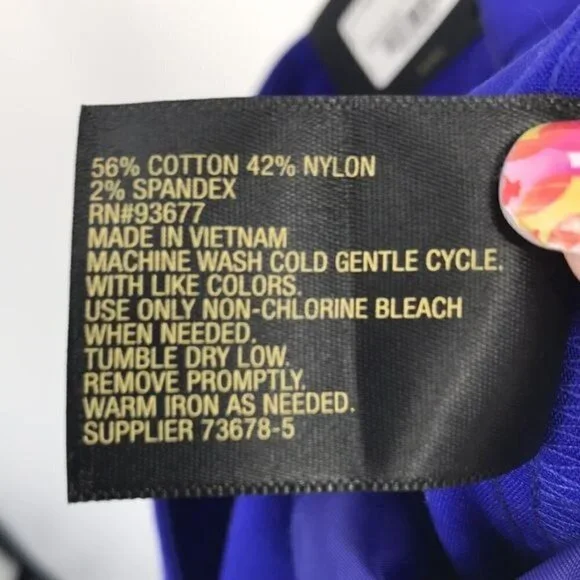 56% COTTON 42% NYLON
2% SPANDEX
RN#93677
MADE IN VIETNAM
MACHINE WASH COLD GENTLE CYCLE.
WITH LIKE COLORS.
USE ONLY NON-CHLORINE BLEACH
WHEN NEEDED.
TUMBLE DRY LOW.
REMOVE PROMPTLY.
WARM IRON AS NEEDED.
SUPPLIER 73678-5